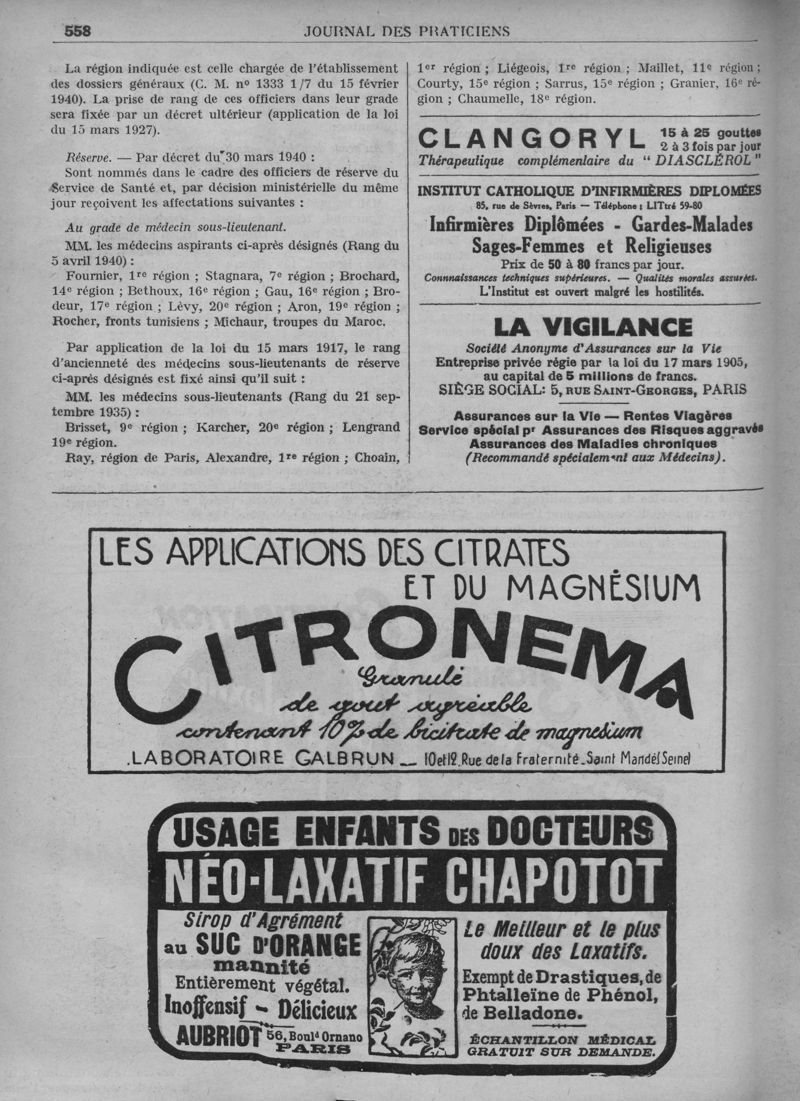 558
JOURNAL DES PRATICIENS
La région indiquée est celle chargée de l'établissement
des dossiers généraux (C. M. nº 1333 1/7 du 15 février
1940). La prise de rang de ces officiers dans leur grade
sera fixée par un décret ultérieur (application de la loi
du 15 mars 1927).
Réserve. — Par décret du 30 mars 1940 :
Sont nommés dans le cadre des officiers de réserve du
Service de Santé et, par décision ministérielle du même
jour reçoivent les affectations suivantes :
Au grade de médecin sous-lieutenant.
MM. les médecins aspirants ci-après désignés (Rang du
5 avril 1940) :
Fournier, 1re région ; Stagnara, 7e région ; Brochard,
14e région ; Bethoux, 16e région ; Gau, 16e région ; Bro-
deur, 17e région ; Lèvy, 20e région ; Aron, 19e région ;
Rocher, fronts tunisiens ; Michaur, troupes du Maroc.
Par application de la loi du 15 mars 1917, le rang
d'ancienneté des médecins sous-lieutenants de réserve
ci-après désignés est fixé ainsi qu'il suit :
MM. les médecins sous-lieutenants (Rang du 21 sep-
tembre 1935) :
Brisset, 9e région ; Karcher, 20e région ; Lengrand
19e région.
Ray, région de Paris, Alexandre, 1re région ; Choain,
1er région ; Liégeois, 1re région ; Maillet, 11e région ;
Courty, 15e région ; Sarrus, 15e région ; Granier, 16e ré-
gion ; Chaumelle, 18e région.
CLANGORYL 15 à 25 gouttes
2 à 3 fois par jour
Thérapeutique complémentaire du " DIASCLÉROL "
INSTITUT CATHOLIQUE D'INFIRMIÈRES DIPLOMÉES
85, rue de Sèvres, Paris — Téléphone : LITtré 59-80
Infirmières Diplômées - Gardes-Malades
Sages-Femmes et Religieuses
Prix de 50 à 80 francs par jour.
Connnaissances techniques supérieures. — Qualités morales assurées.
L'Institut est ouvert malgré les hostilités.
LA VIGILANCE
Société Anonyme d'Assurances sur la Vie
Entreprise privée régie par la loi du 17 mars 1905,
au capital de 5 millions de francs.
SIÈGE SOCIAL: 5, RUE SAINT-GEORGES, PARIS
Assurances sur la Vie — Rentes Viagères
Service spécial pr Assurances des Risques aggravés
Assurances des Maladies chroniques
(Recommandé spécialement aux Médecins).
LES APPLICATIONS DES CITRATES
ET DU MAGNÉSIUM
CITRONEMA
Granulé
de gout agréable
contenant 10% de bicitrate de magnesium
.LABORATOIRE GALBRUN — 10et12.Rue de la Fraternité_Saint Mandé(Seine)
USAGE ENFANTS DES DOCTEURS
NÉO-LAXATIF CHAPOTOT
Sirop d'Agrément
au SUC D'ORANGE
mannité
Entièrement végétal.
Inoffensif - Délicieux
AUBRIOT 56, Bould Ornano
PARIS
Le Meilleur et le plus
doux des Laxatifs.
Exempt de Drastiques, de
Phtalleïne de Phénol,
de Belladone.
ÉCHANTILLON MÉDICAL
GRATUIT SUR DEMANDE.